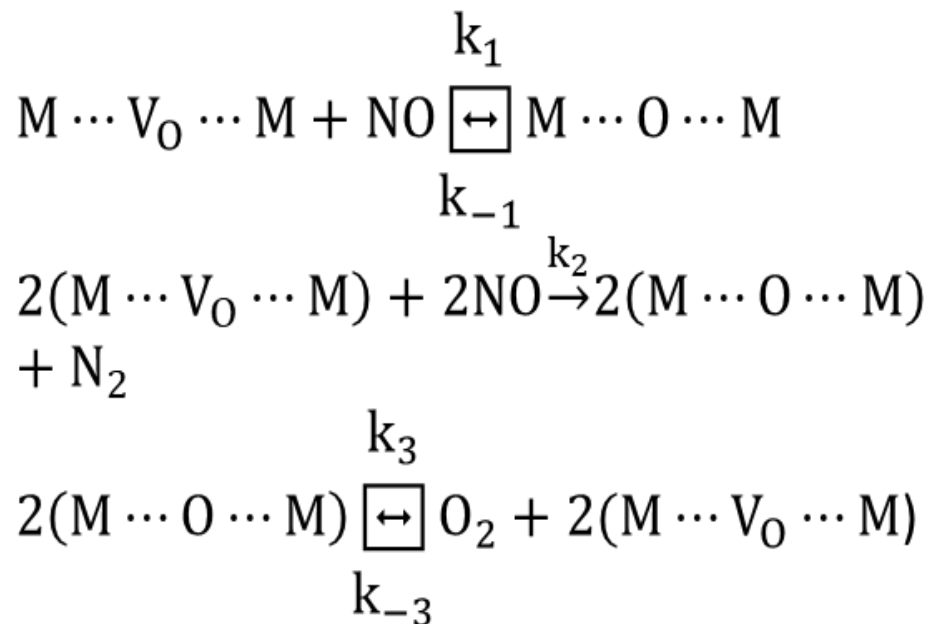 k₁
M ⋯ V_O ⋯ M + NO ↔ M ⋯ O ⋯ M
k₋₁
k₂
2(M ⋯ V_O ⋯ M) + 2NO→2(M ⋯ O ⋯ M)
+ N₂
k₃
2(M ⋯ O ⋯ M) ↔ O₂ + 2(M ⋯ V_O ⋯ M)
k₋₃